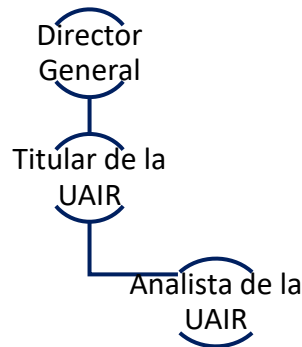 Director
General
Titular de la
UAIR
Analista de la
UAIR